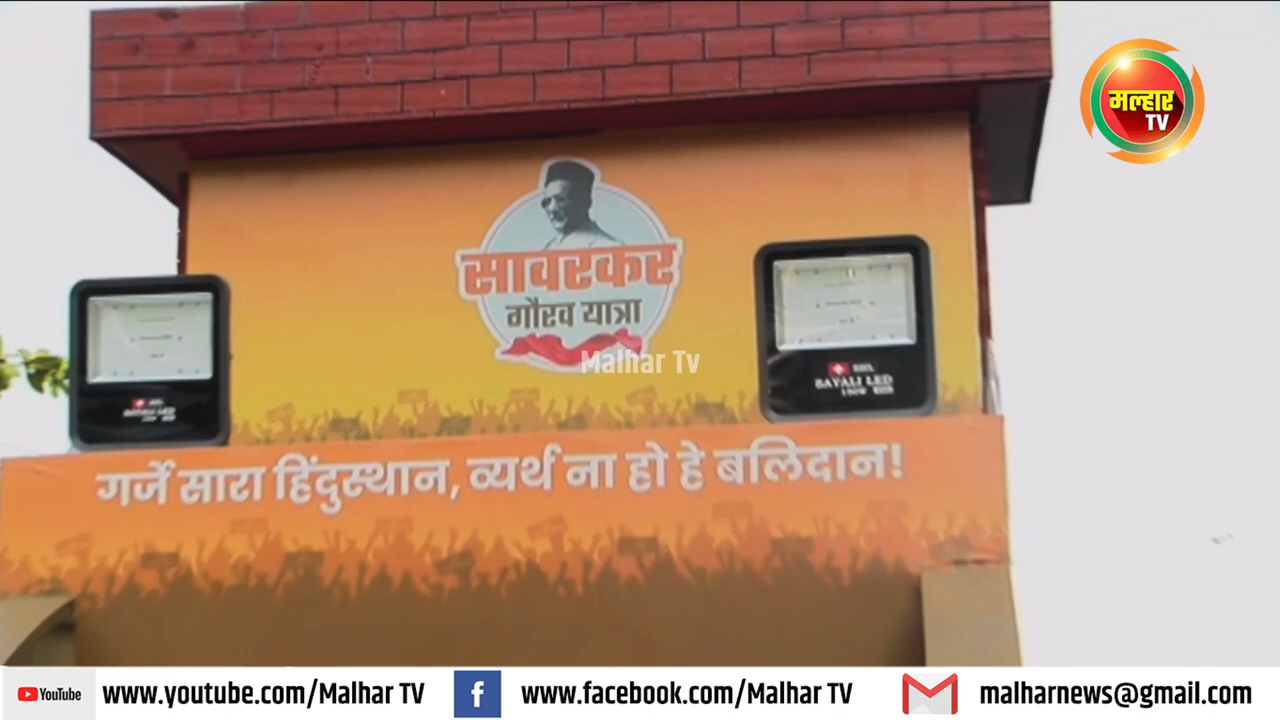 मल्हार
TV
सावरकर
गौरव यात्रा
Malhar Tv
SAYALI LED
गर्जे सारा हिंदुस्थान, व्यर्थ ना हो हे बलिदान!
YouTube
www.youtube.com/Malhar TV
www.facebook.com/Malhar TV
malharnews@gmail.com